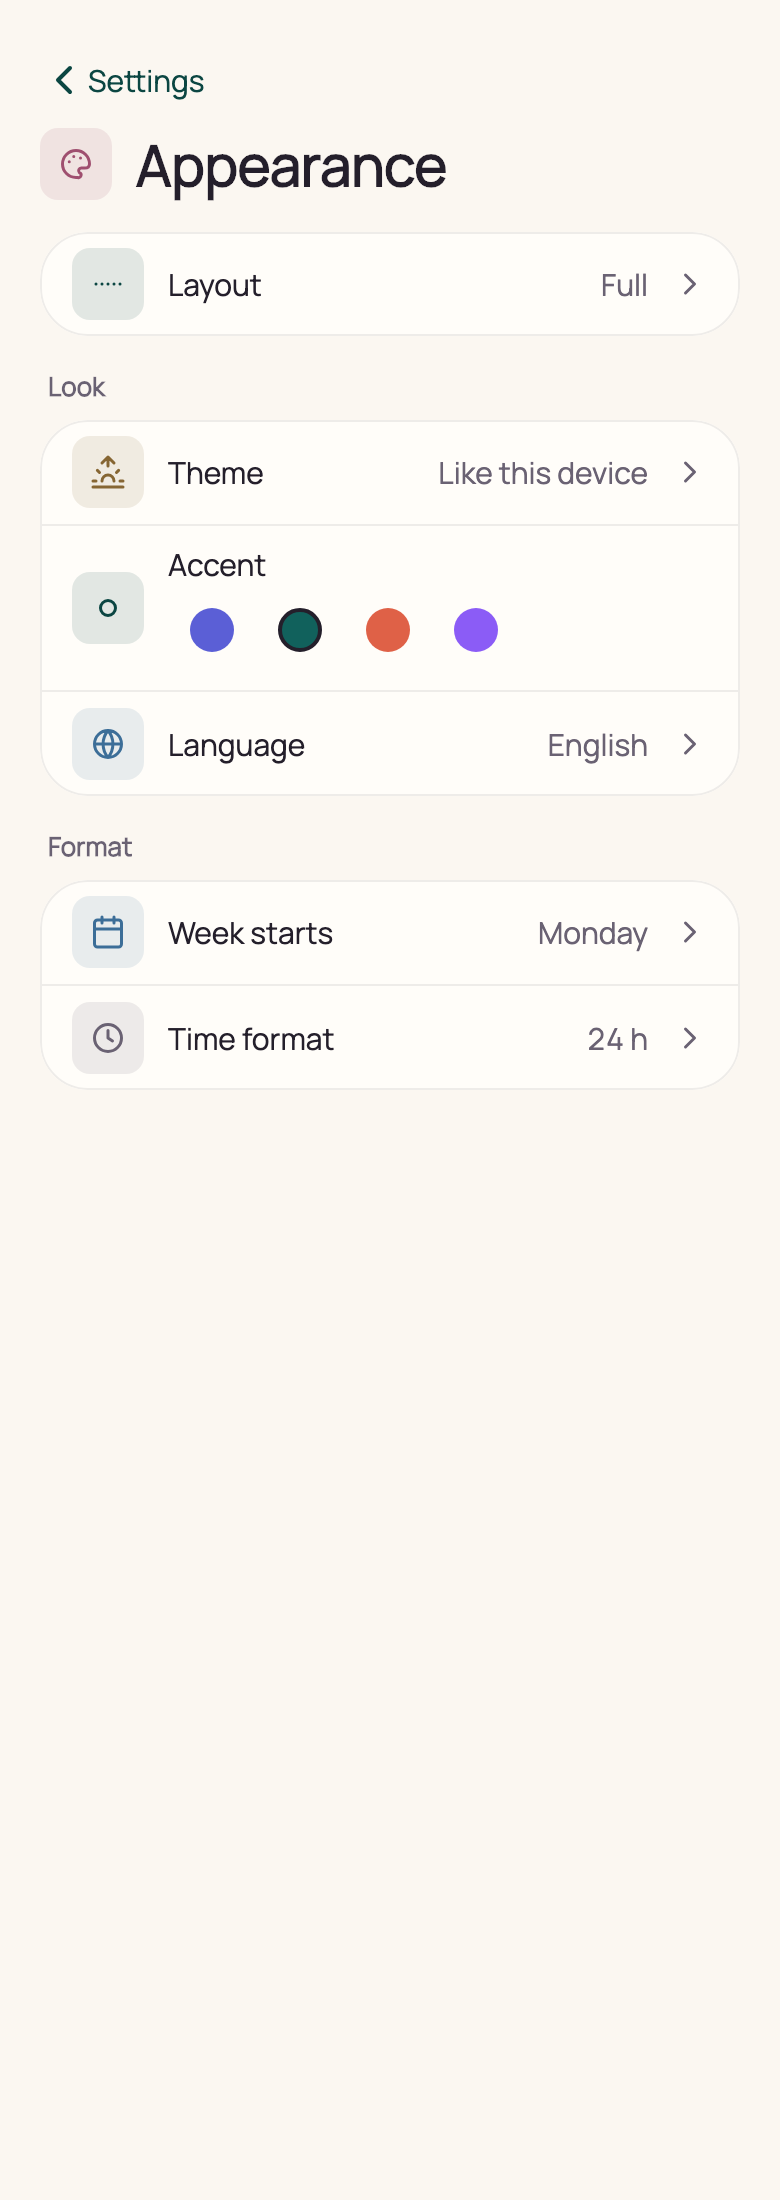 Settings
Appearance
Layout Full
Look
Theme Like this device
Accent
Language English
Format
Week starts Monday
Time format 24 h